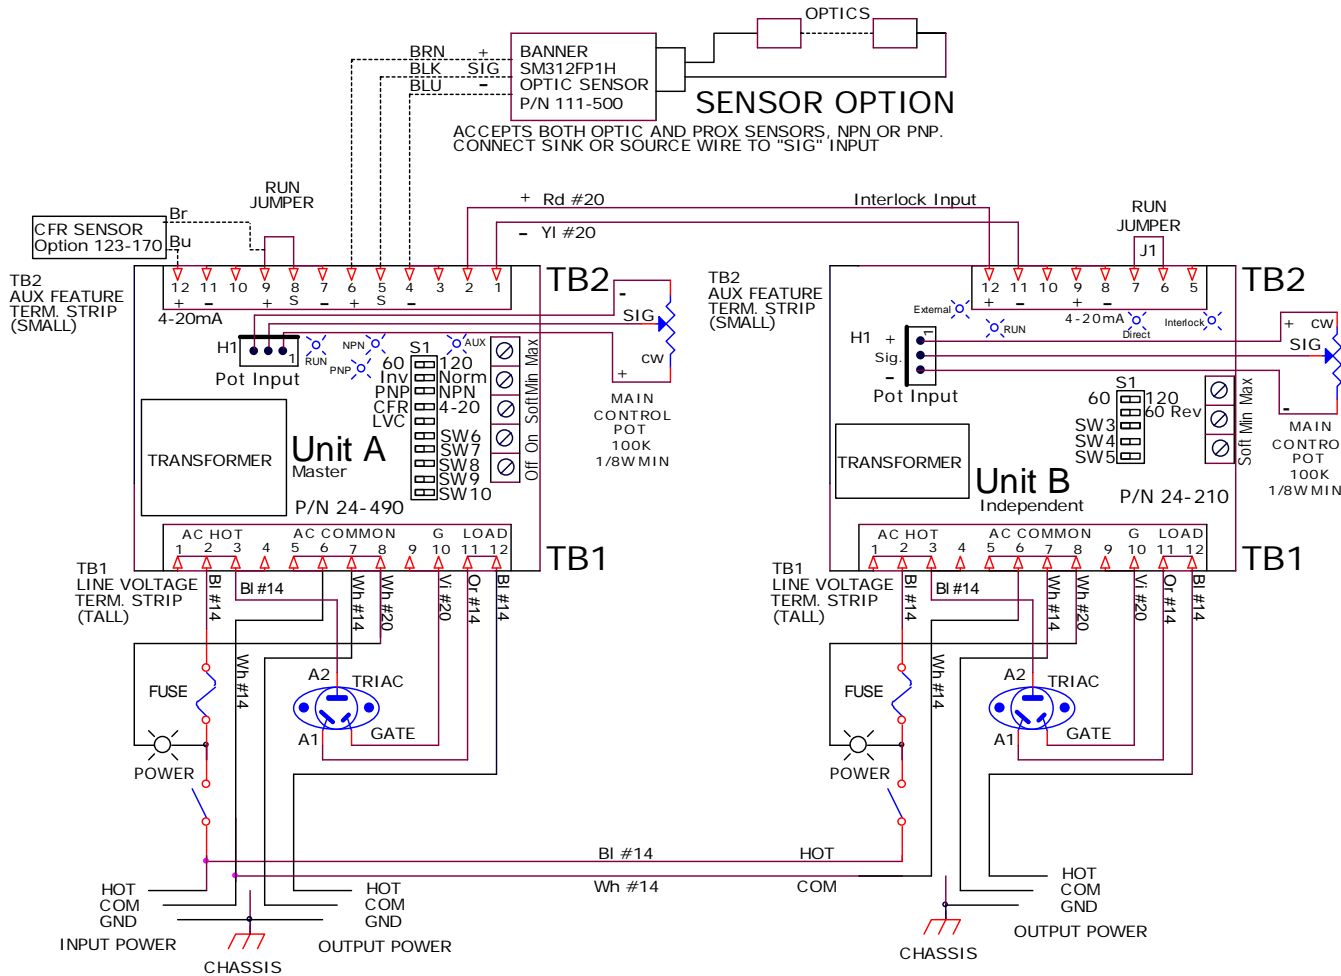 OPTICS
BRN + BANNER
BLK SIG SM312FP1H
BLU - OPTIC SENSOR
P/N 111-500
SENSOR OPTION
ACCEPTS BOTH OPTIC AND PROX SENSORS, NPN OR PNP.
CONNECT SINK OR SOURCE WIRE TO "SIG" INPUT
RUN
JUMPER
Br
CFR SENSOR
Option 123-170
Bu
+ Rd #20
Interlock Input
- Yl #20
RUN
JUMPER
J1
TB2
AUX FEATURE
TERM. STRIP
(SMALL)
12 11 10 9 8 7 6 5 4 3 2 1
+ - + S - + S -
4-20mA
TB2
H1
1
Pot Input
RUN
NPN
PNP
AUX
S1
60 120
Inv Norm
PNP NPN
CFR 4-20
LVC
SW6
SW7
SW8
SW9
SW10
Off On Soft Min Max
-
SIG
CW
+
MAIN
CONTROL
POT
100K
1/8W MIN
TRANSFORMER
Unit A
Master
P/N 24-490
AC HOT AC COMMON G LOAD
1 2 3 4 5 6 7 8 9 10 11 12
TB1
TB1
LINE VOLTAGE
TERM. STRIP
(TALL)
Bl #14
Bl #14
Wh #14
Wh #20
Vi #20
Or #14
Bl #14
Wh #14
FUSE
A2
TRIAC
A1
GATE
POWER
HOT
COM
GND
INPUT POWER
HOT
COM
GND
OUTPUT POWER
CHASSIS
Bl #14 HOT
Wh #14 COM
TB2
AUX FEATURE
TERM. STRIP
(SMALL)
12 11 10 9 8 7 6 5
+ - + -
4-20mA
TB2
External
RUN
Direct
Interlock
H1 +
1
Sig.
-
Pot Input
S1
60 120
60 Rev
SW3
SW4
SW5
Soft Min Max
+ CW
SIG
-
MAIN
CONTROL
POT
100K
1/8W MIN
TRANSFORMER
Unit B
Independent
P/N 24-210
AC HOT AC COMMON G LOAD
1 2 3 4 5 6 7 8 9 10 11 12
TB1
TB1
LINE VOLTAGE
TERM. STRIP
(TALL)
Bl #14
Bl #14
Wh #14
Wh #20
Vi #20
Or #14
Bl #14
Wh #14
FUSE
A2
TRIAC
A1
GATE
POWER
HOT
COM
GND
OUTPUT POWER
CHASSIS